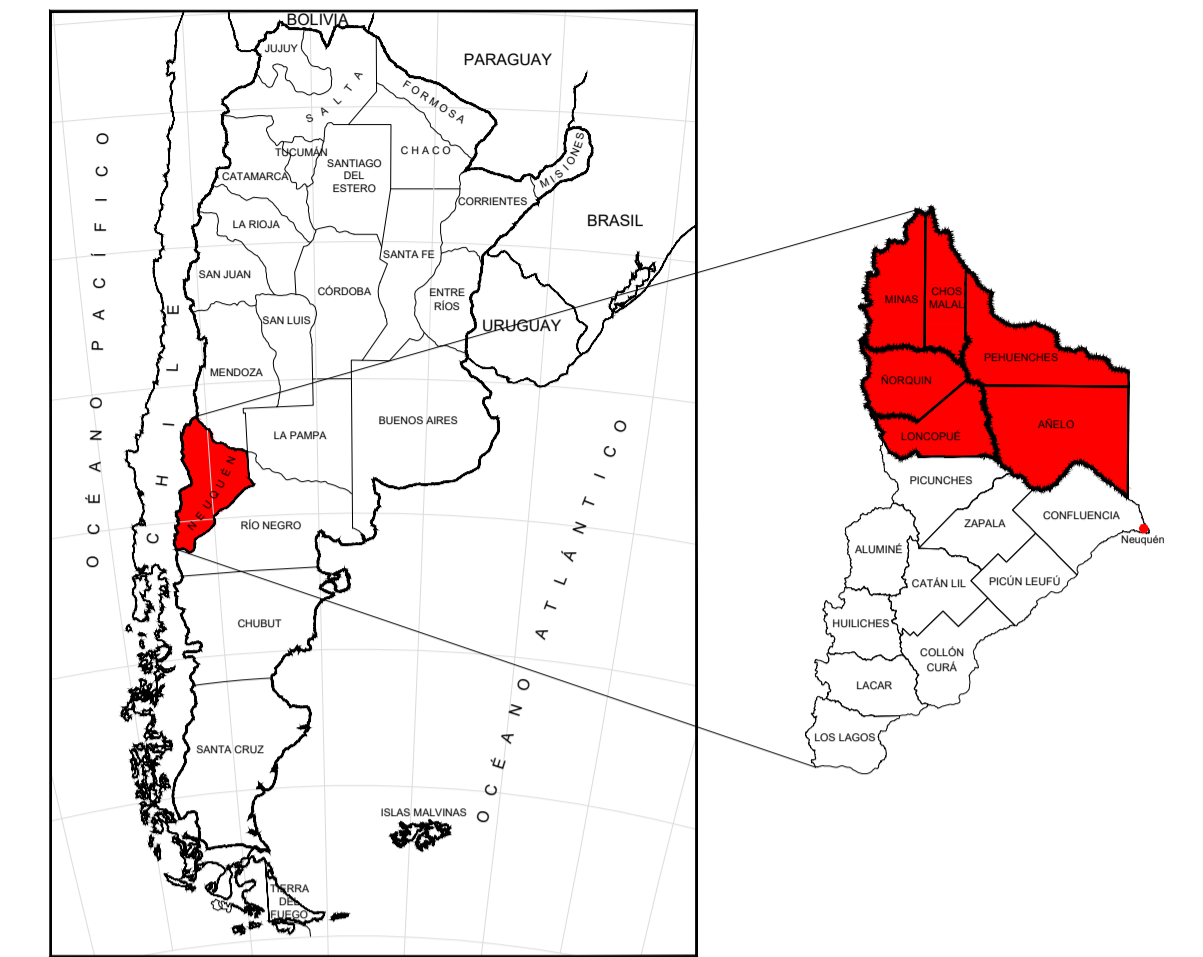 BOLIVIA
JUJUY
PARAGUAY
SALTA
FORMOSA
TUCUMÁN
CHACO
SANTIAGO
DEL
ESTERO
MISIONES
CATAMARCA
CORRIENTES
LA RIOJA
BRASIL
SANTA FE
SAN JUAN
CÓRDOBA
ENTRE
RÍOS
SAN LUIS
URUGUAY
MENDOZA
BUENOS AIRES
LA PAMPA
NEUQUEN
RÍO NEGRO
CHUBUT
SANTA CRUZ
ISLAS MALVINAS
TIERRA
DEL
FUEGO
OCÉANO PACÍFICO
CHILE
OCÉANO ATLÁNTICO
MINAS
CHOS
MALAL
PEHUENCHES
ÑORQUIN
AÑELO
LONCOPUÉ
PICUNCHES
ZAPALA
CONFLUENCIA
Neuquén
ALUMINÉ
CATÁN LIL
PICÚN LEUFÚ
HUILICHES
COLLÓN
CURÁ
LACAR
LOS LAGOS